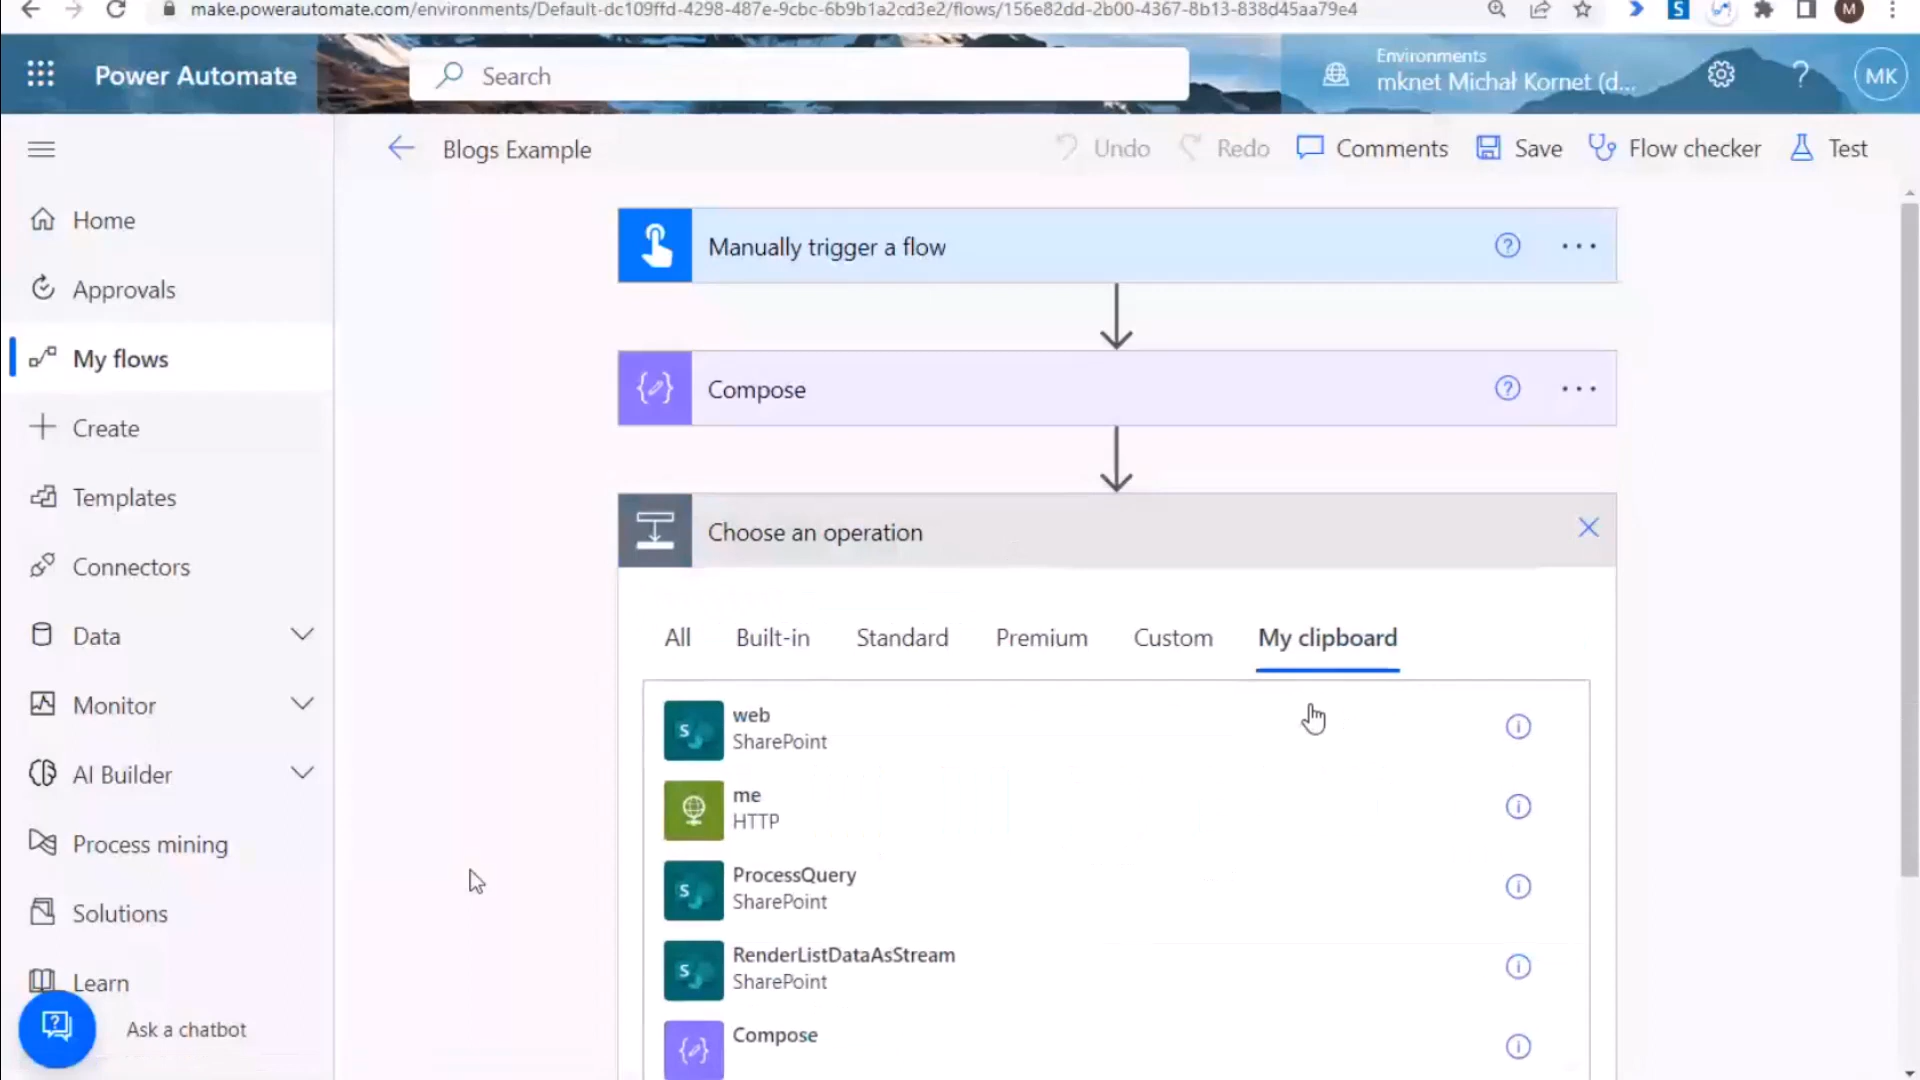 make.powerautomate.com/environments/Default-dc109ffd-4298-487e-9cbc-6b9b1a2cd3e2/flows/156e82dd-2b00-4367-8b13-838d45aa79e4
S
M
Power Automate
Search
Environments
mknet Michał Kornet (d...
?
MK
Blogs Example
Undo
Redo
Comments
Save
Flow checker
Test
Home
Approvals
My flows
Create
Templates
Connectors
Data
Monitor
AI Builder
Process mining
Solutions
Learn
Ask a chatbot
Manually trigger a flow
Compose
Choose an operation
All
Built-in
Standard
Premium
Custom
My clipboard
web
SharePoint
me
HTTP
ProcessQuery
SharePoint
RenderListDataAsStream
SharePoint
Compose